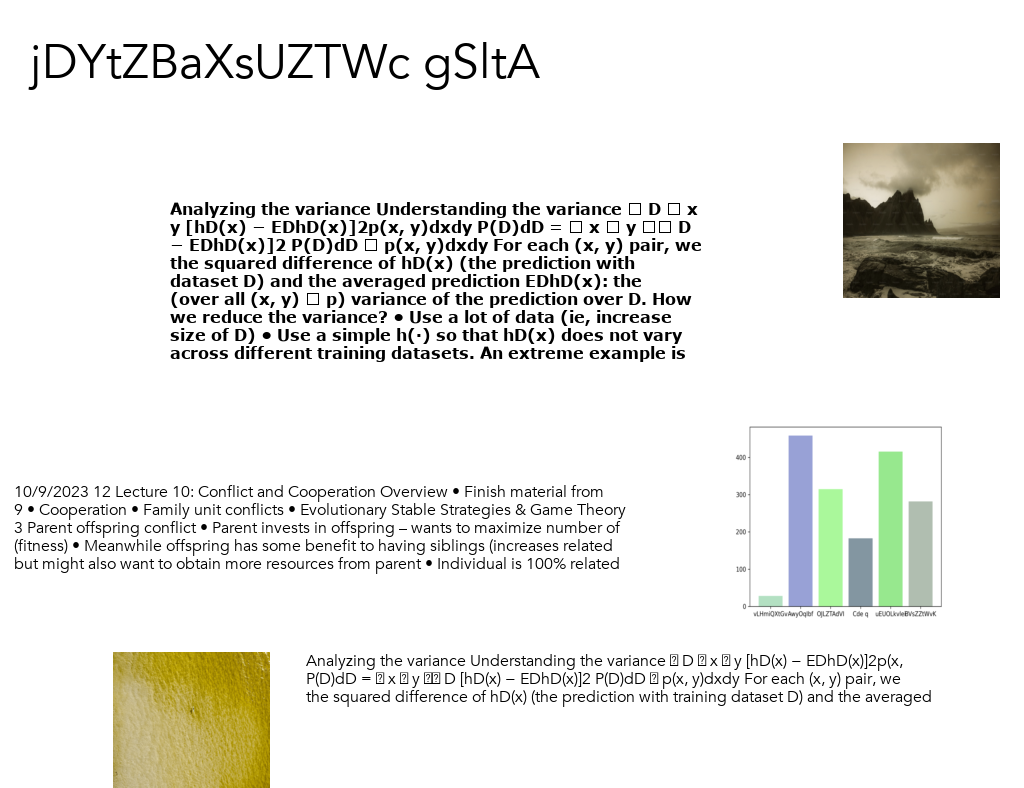 jDYtZBaXsUZTWc gSltA
Analyzing the variance Understanding the variance □ D □ x
y [hD(x) − EDhD(x)]2p(x, y)dxdy P(D)dD = □ x □ y □□ D
− EDhD(x)]2 P(D)dD □ p(x, y)dxdy For each (x, y) pair, we
the squared difference of hD(x) (the prediction with
dataset D) and the averaged prediction EDhD(x): the
(over all (x, y) □ p) variance of the prediction over D. How
we reduce the variance? • Use a lot of data (ie, increase
size of D) • Use a simple h(·) so that hD(x) does not vary
across different training datasets. An extreme example is
400
300
200
100
0
AwyOqIbf OJLZTAdVI Cde q
10/9/2023 12 Lecture 10: Conflict and Cooperation Overview • Finish material from
9 • Cooperation • Family unit conflicts • Evolutionary Stable Strategies & Game Theory
3 Parent offspring conflict • Parent invests in offspring – wants to maximize number of
(fitness) • Meanwhile offspring has some benefit to having siblings (increases related
but might also want to obtain more resources from parent • Individual is 100% related
Analyzing the variance Understanding the variance □ D □ x □ y [hD(x) − EDhD(x)]2p(x,
P(D)dD = □ x □ y □□ D [hD(x) − EDhD(x)]2 P(D)dD □ p(x, y)dxdy For each (x, y) pair, we
the squared difference of hD(x) (the prediction with training dataset D) and the averaged